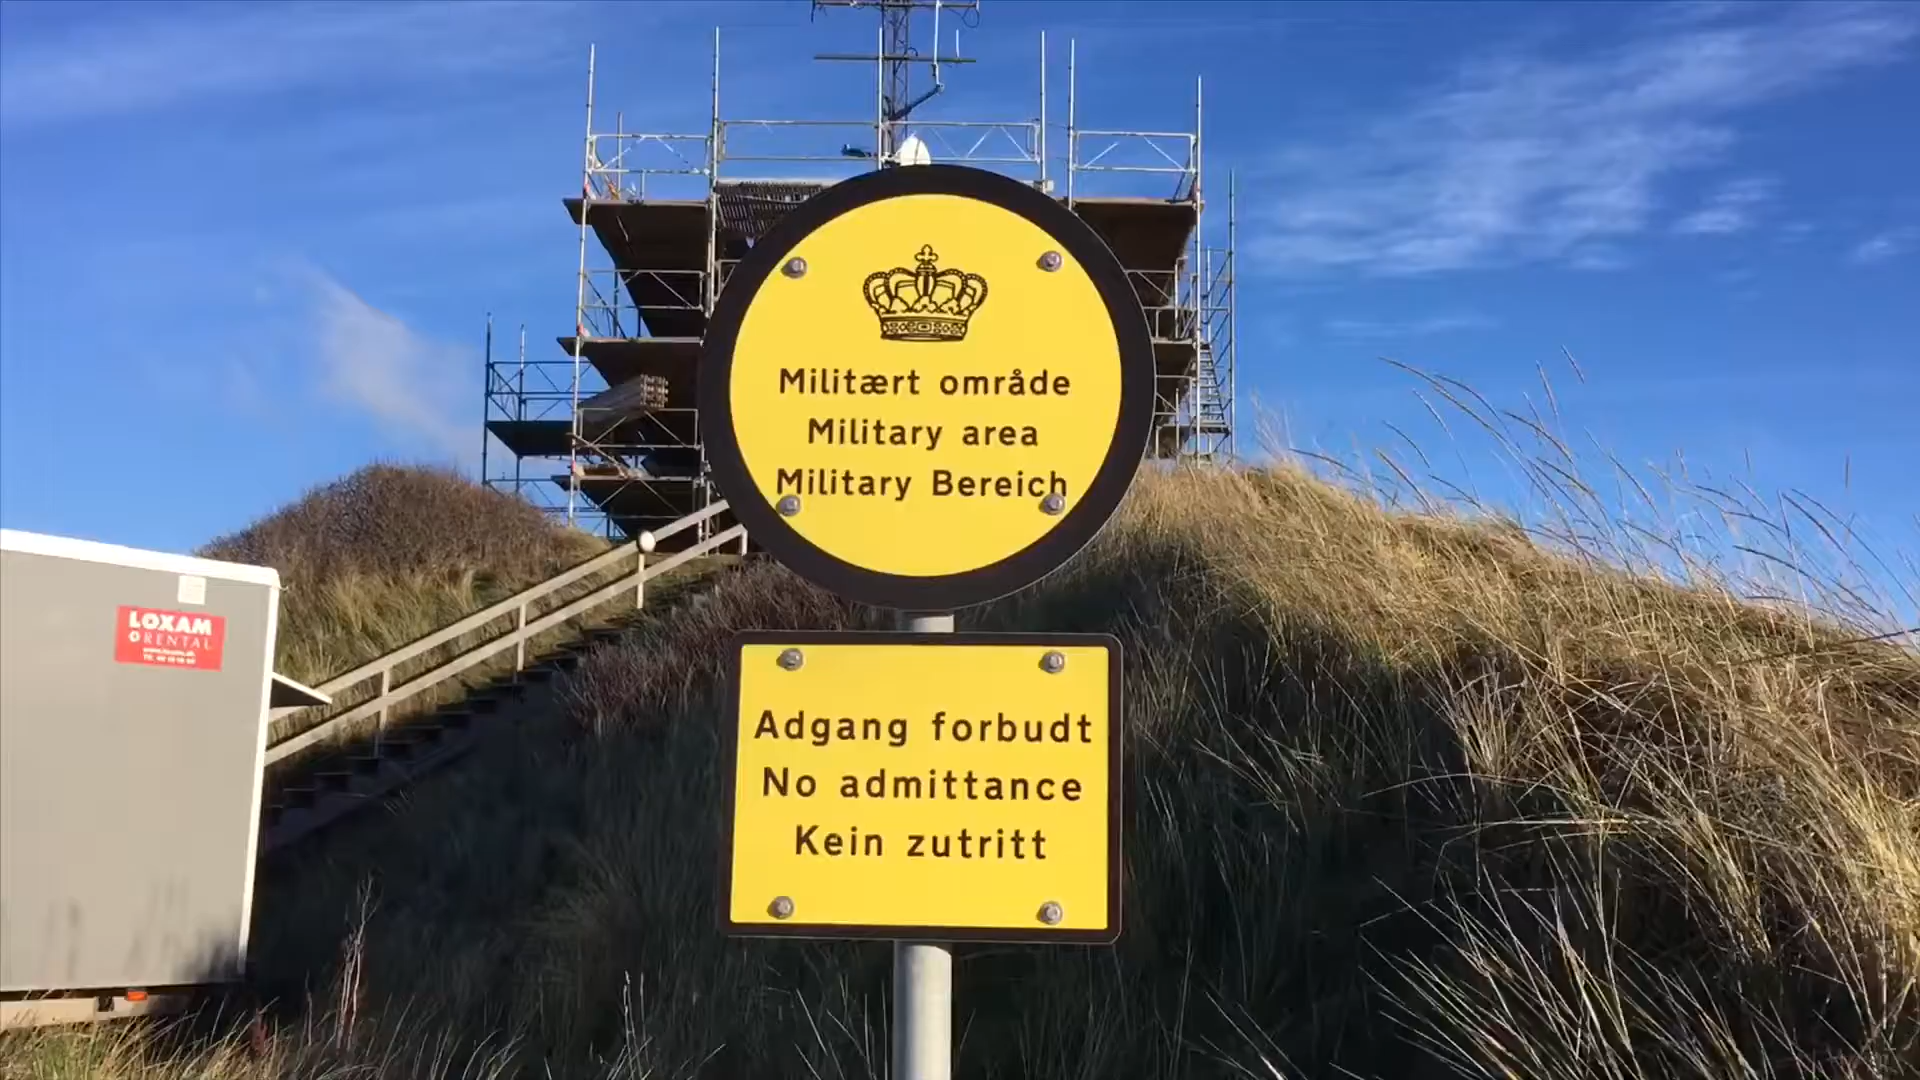 Militært område
Military area
Military Bereich
LOXAM
RENTAL
Adgang forbudt
No admittance
Kein zutritt